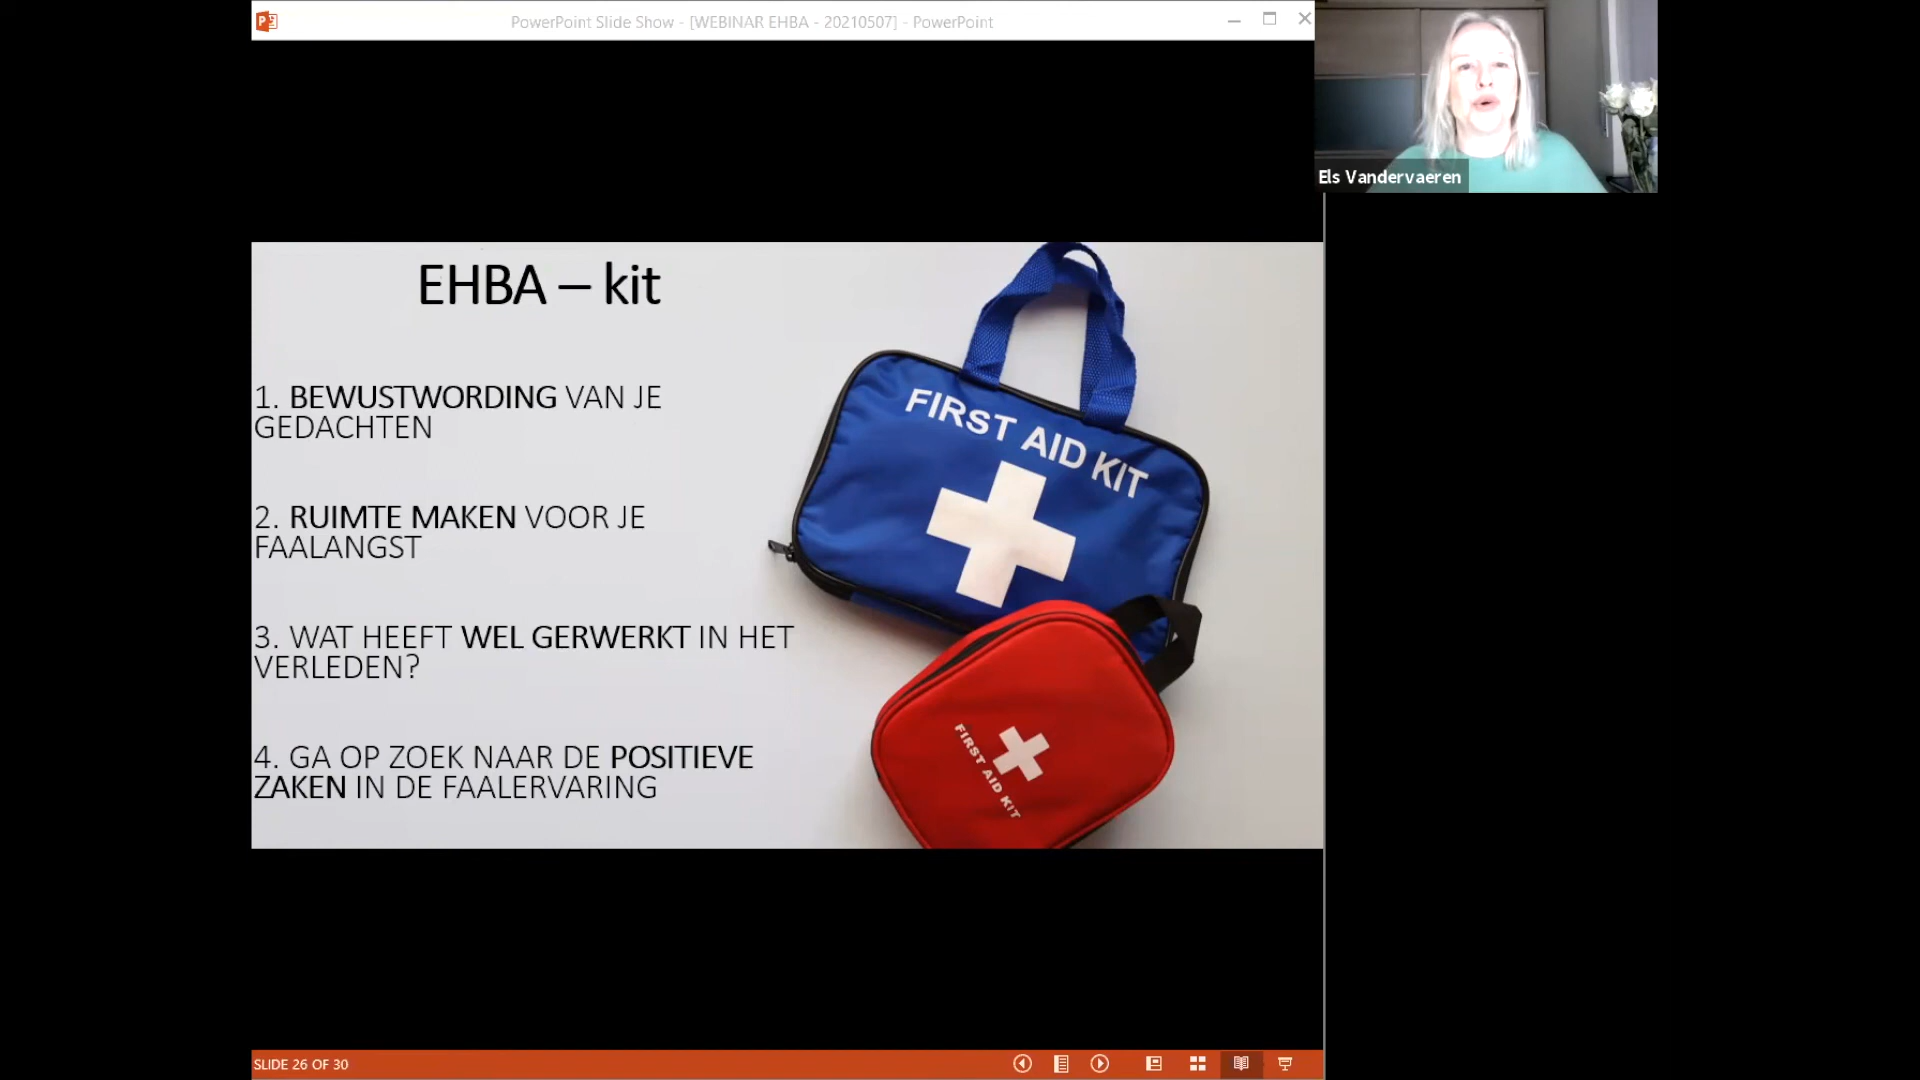 PowerPoint Slide Show - [WEBINAR EHBA - 20210507] - PowerPoint
Els Vandervaeren
EHBA – kit
1. BEWUSTWORDING VAN JE
GEDACHTEN
2. RUIMTE MAKEN VOOR JE
FAALANGST
3. WAT HEEFT WEL GERWERKT IN HET
VERLEDEN?
4. GA OP ZOEK NAAR DE POSITIEVE
ZAKEN IN DE FAALERVARING
FIRST AID KIT
FIRST AID KIT
SLIDE 26 OF 30